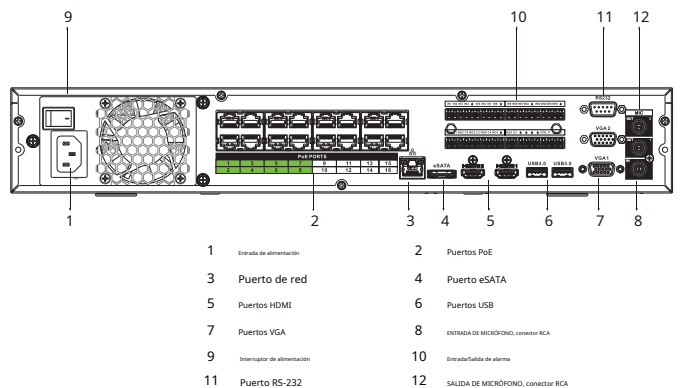 9
10
11
12
RS232
MIC
VGA 2
PoE PORTS
1 3 5 7 9 11 13 15
2 4 6 8 10 12 14 16
eSATA
USB3.0
USB3.0
VGA1
1
2
3
4
5
6
7
8
1 Entrada de alimentación
2 Puertos PoE
3 Puerto de red
4 Puerto eSATA
5 Puertos HDMI
6 Puertos USB
7 Puertos VGA
8 ENTRADA DE MICRÓFONO, conector RCA
9 Interruptor de alimentación
10 Entrada/Salida de alarma
11 Puerto RS-232
12 SALIDA DE MICRÓFONO, conector RCA